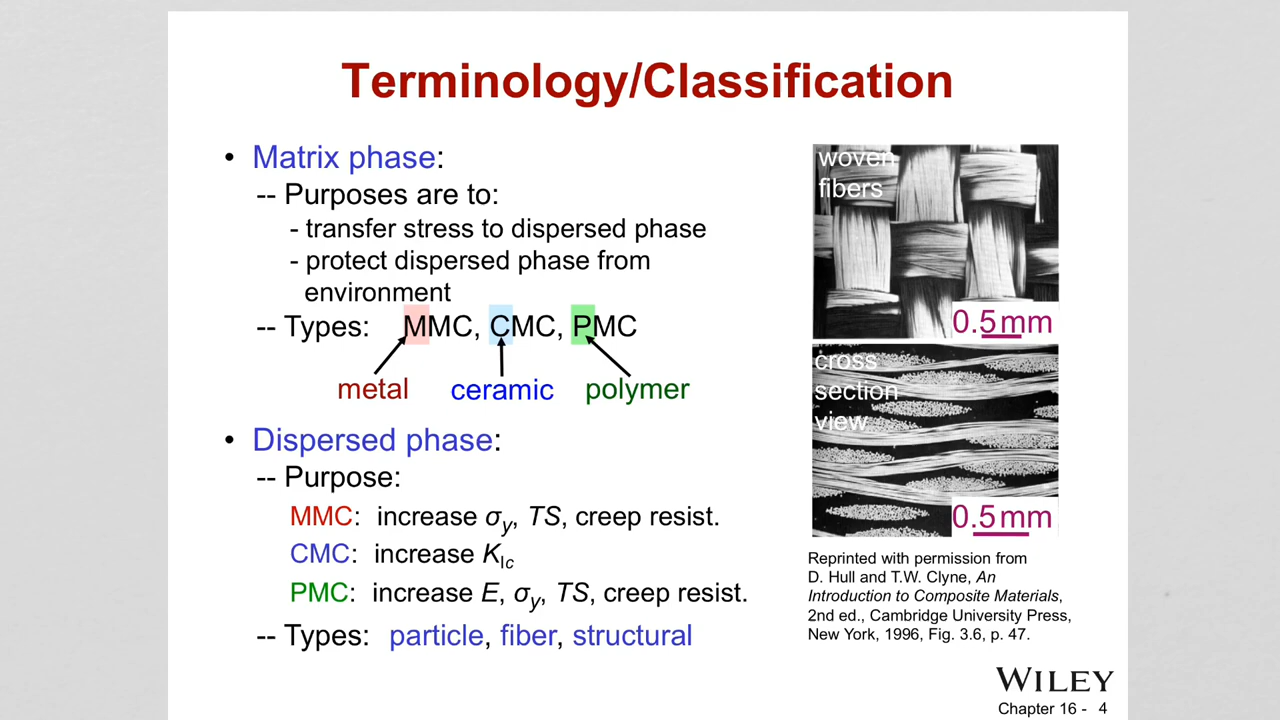 Terminology/Classification
• Matrix phase:
-- Purposes are to:
- transfer stress to dispersed phase
- protect dispersed phase from
environment
-- Types: MMC, CMC, PMC
metal ceramic polymer
• Dispersed phase:
-- Purpose:
MMC: increase σy, TS, creep resist.
CMC: increase KIc
PMC: increase E, σy, TS, creep resist.
-- Types: particle, fiber, structural
woven
fibers
0.5 mm
cross
section
view
0.5 mm
Reprinted with permission from
D. Hull and T.W. Clyne, An
Introduction to Composite Materials,
2nd ed., Cambridge University Press,
New York, 1996, Fig. 3.6, p. 47.
WILEY
Chapter 16 - 4